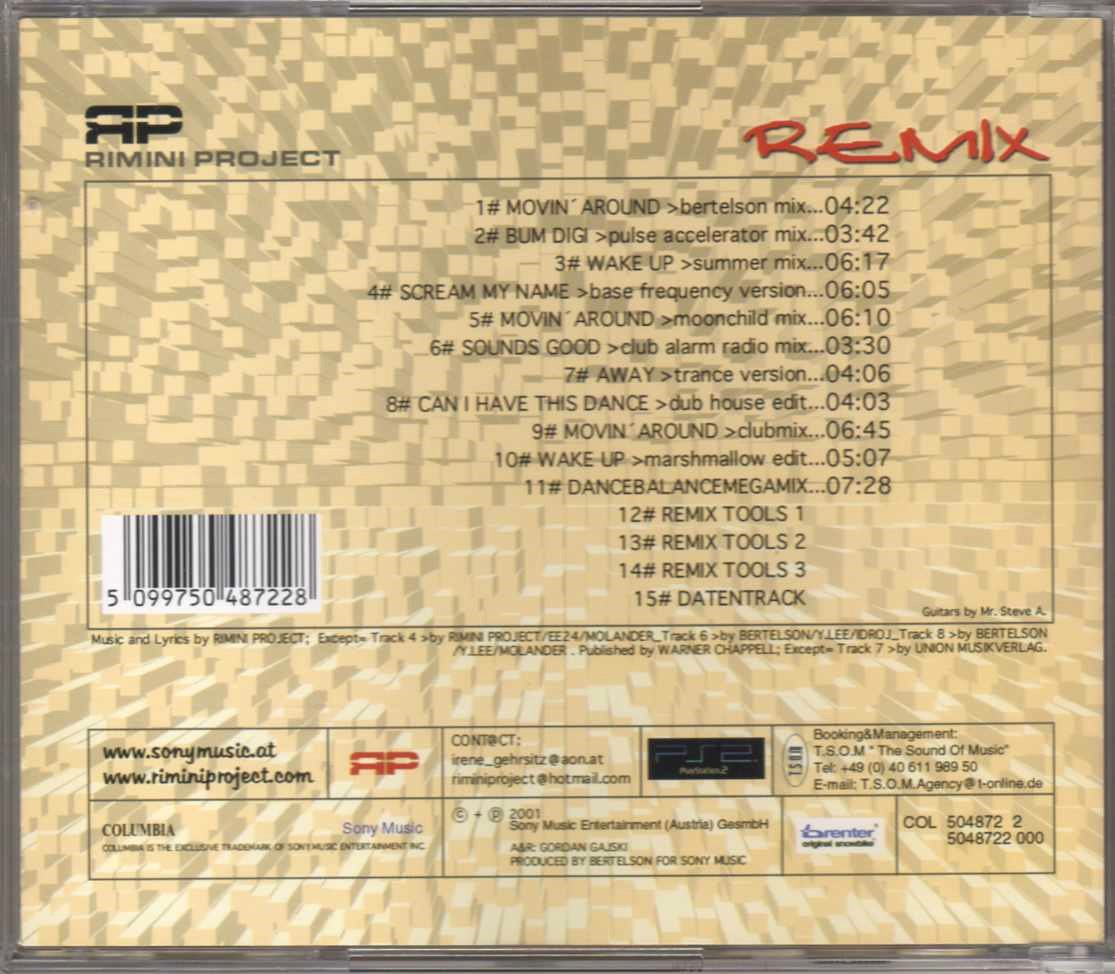 RP
RIMINI PROJECT
REMIX
1# MOVIN´AROUND >bertelson mix...04:22
2# BUM DIGI >pulse accelerator mix...03:42
3# WAKE UP >summer mix...06:17
4# SCREAM MY NAME >base frequency version...06:05
5# MOVIN´AROUND >moonchild mix...06:10
6# SOUNDS GOOD >club alarm radio mix...03:30
7# AWAY >trance version...04:06
8# CAN I HAVE THIS DANCE >dub house edit...04:03
9# MOVIN´AROUND >clubmix...06:45
10# WAKE UP >marshmallow edit...05:07
11# DANCEBALANCEMEGAMIX...07:28
12# REMIX TOOLS 1
13# REMIX TOOLS 2
14# REMIX TOOLS 3
15# DATENTRACK
5 099750 487228
Guitars by Mr. Steve A.
Music and Lyrics by RIMINI PROJECT; Except= Track 4 >by RIMINI PROJECT/EE24/MOLANDER_Track 6 >by BERTELSON/Y.LEE/IDROJ_Track 8 >by BERTELSON
/Y.LEE/MOLANDER . Published by WARNER CHAPPELL; Except= Track 7 >by UNION MUSIKVERLAG.
www.sonymusic.at
www.riminiproject.com
RP
CONT@CT:
irene_gehrsitz@aon.at
riminiproject@hotmail.com
PS2
PlayStation.2
T.S.O.M
Booking&Management:
T.S.O.M " The Sound Of Music"
Tel: +49 (0) 40 611 989 50
E-mail: T.S.O.M.Agency@t-online.de
COLUMBIA
Sony Music
COLUMBIA IS THE EXCLUSIVE TRADEMARK OF SONY MUSIC ENTERTAINMENT INC.
© + ℗ 2001
Sony Music Entertainment (Austria) GesmbH
A&R: GORDAN GAJSKI
PRODUCED BY BERTELSON FOR SONY MUSIC
brenter
original snowbike
COL 504872 2
5048722 000